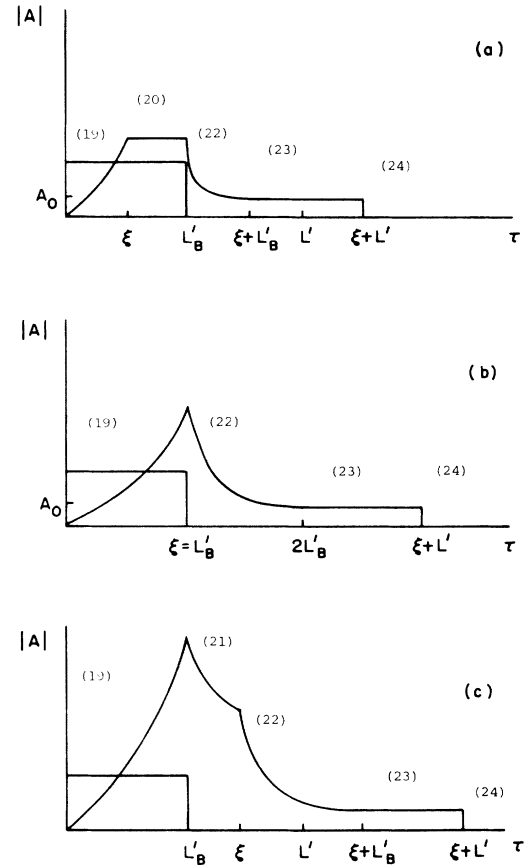 |A|
(a)
(20)
(19)
(22)
(23)
(24)
A₀
ξ L'B ξ+L'B L' ξ+L' τ
|A|
(b)
(19)
(22)
(23)
(24)
A₀
ξ=L'B 2L'B ξ+L' τ
|A|
(21)
(19)
(c)
(22)
(23)
(24)
L'B ξ L' ξ+L'B ξ+L' τ